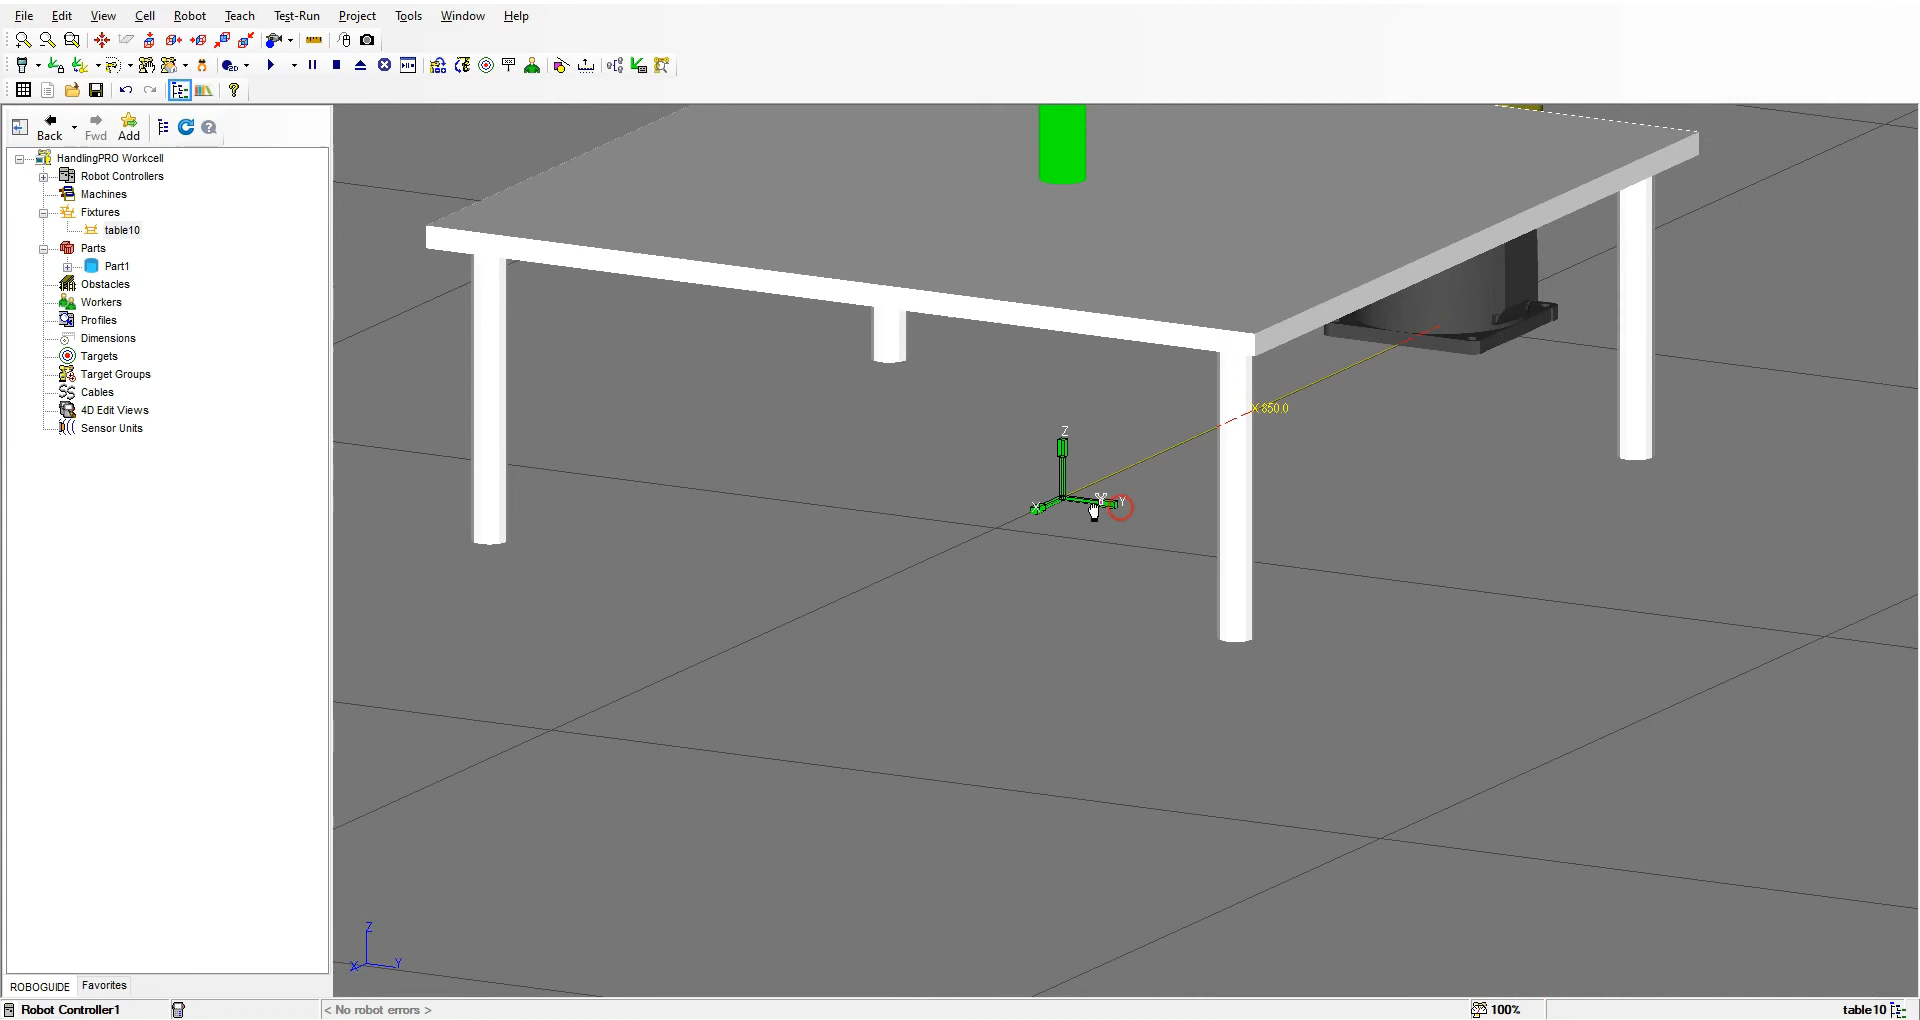 File Edit View Cell Robot Teach Test-Run Project Tools Window Help
Back Fwd Add
HandlingPRO Workcell
Robot Controllers
Machines
Fixtures
table10
Parts
Part1
Obstacles
Workers
Profiles
Dimensions
Targets
Target Groups
Cables
4D Edit Views
Sensor Units
X 850.0
Z
X Y
Z
X Y
ROBOGUIDE Favorites
Robot Controller1 < No robot errors > 100% table10